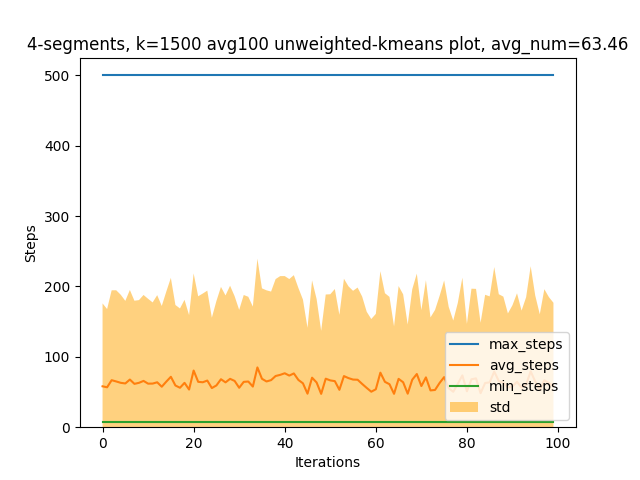 4-segments, k=1500 avg100 unweighted-kmeans plot, avg_num=63.46
500
400
300
200
100
0
Steps
max_steps
avg_steps
min_steps
std
0
20
40
60
80
100
Iterations